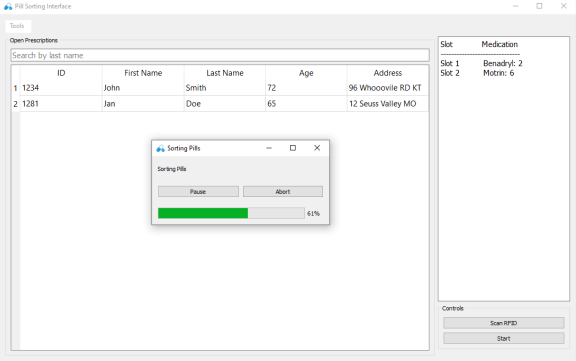 Pill Sorting Interface
Tools
Open Prescriptions
Search by last name
ID First Name Last Name Age Address
1 1234 John Smith 72 96 Whooovile RD KT
2 1281 Jan Doe 65 12 Seuss Valley MO
Sorting Pills
Sorting Pills
Pause Abort
61%
Slot Medication
--------------------------------
Slot 1 Benadryl: 2
Slot 2 Motrin: 6
Controls
Scan RFID
Start